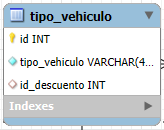 tipo_vehiculo
id INT
tipo_vehiculo VARCHAR(4...
id_descuento INT
Indexes